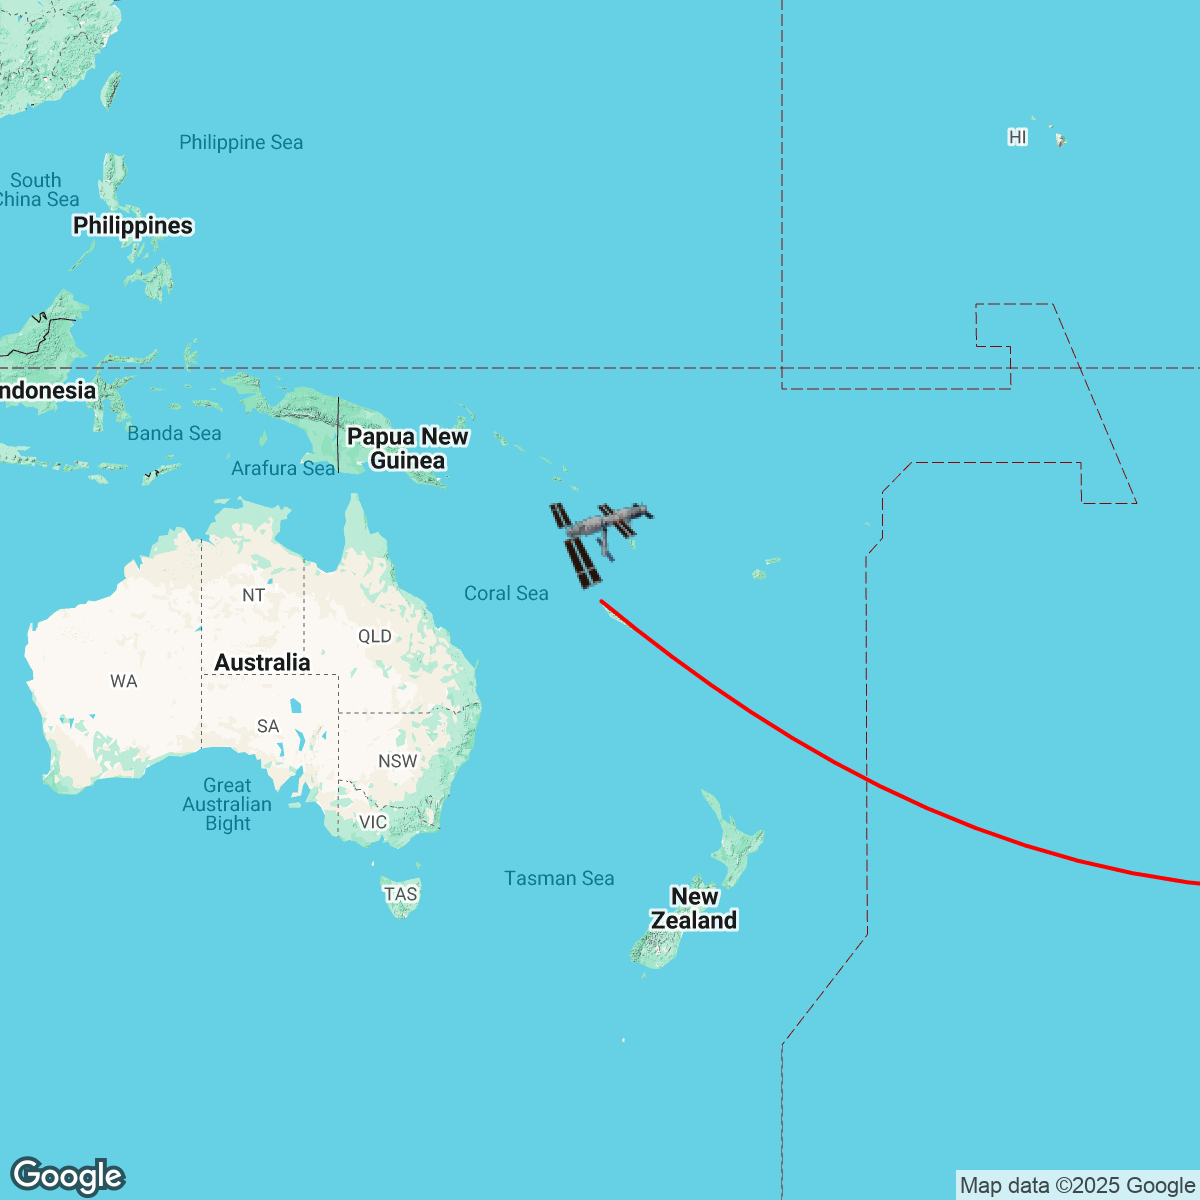 Philippine Sea
HI
South
China Sea
Philippines
Indonesia
Banda Sea
Papua New
Guinea
Arafura Sea
NT
Coral Sea
QLD
Australia
WA
SA
NSW
Great
Australian
Bight
VIC
TAS
Tasman Sea
New
Zealand
Google
Map data ©2025 Google